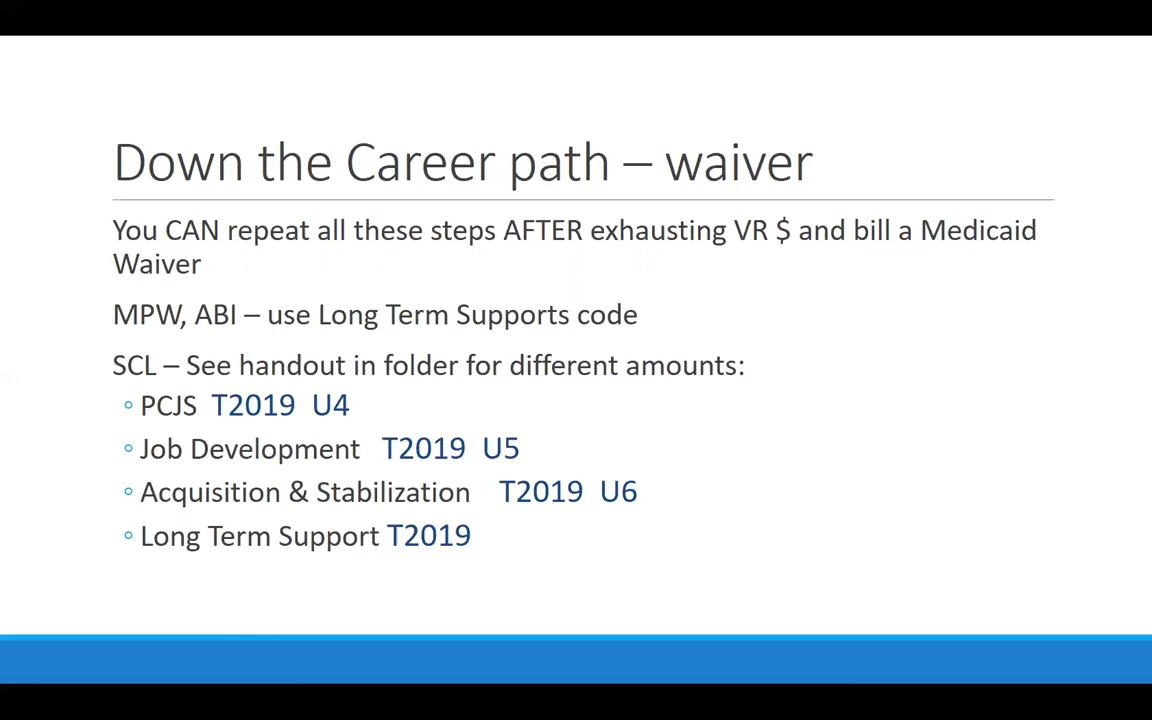 Down the Career path – waiver
You CAN repeat all these steps AFTER exhausting VR $ and bill a Medicaid
Waiver
MPW, ABI – use Long Term Supports code
SCL – See handout in folder for different amounts:
◦ PCJS T2019 U4
◦ Job Development T2019 U5
◦ Acquisition & Stabilization T2019 U6
◦ Long Term Support T2019